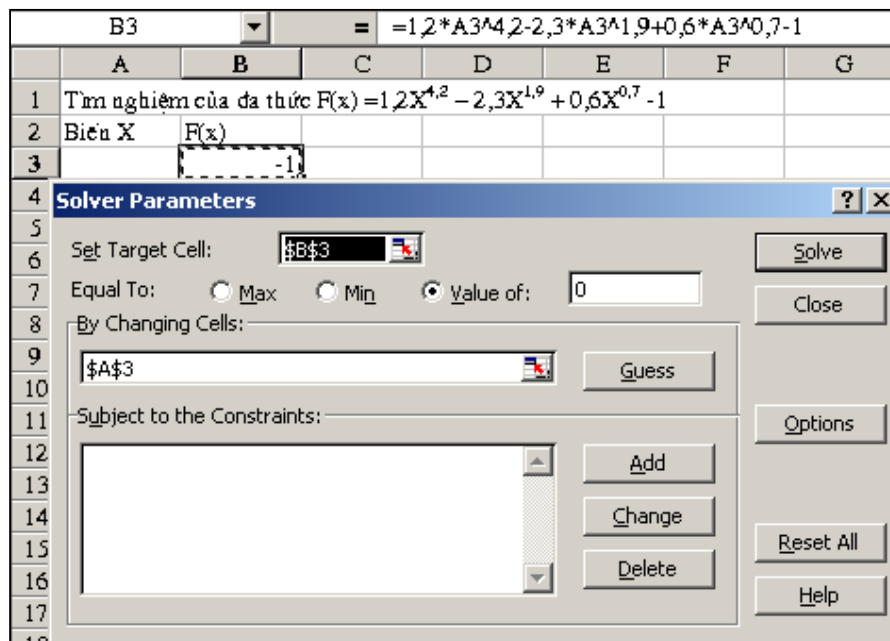 B3 = =1,2*A3^4,2-2,3*A3^1,9+0,6*A3^0,7-1
A B C D E F G
1 Tìm nghiệm của đa thức F(x) =1,2X^4,2 – 2,3X^1,9 + 0,6X^0,7 -1
2 Biến X F(x)
3 -1
4 Solver Parameters ? X
5
6 Set Target Cell: $B$3 Solve
7 Equal To: Max Min Value of: 0 Close
8 By Changing Cells:
9 $A$3 Guess
10
11 Subject to the Constraints: Options
12 Add
13
14 Change
15 Reset All
16 Delete
17 Help
18